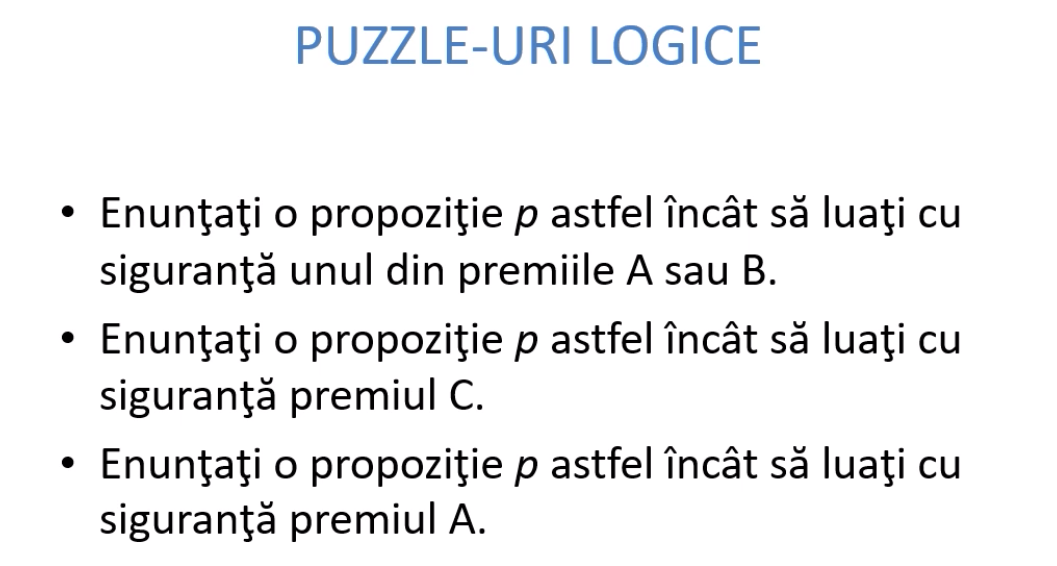 PUZZLE-URI LOGICE
• Enunţaţi o propoziţie p astfel încât să luaţi cu
siguranţă unul din premiile A sau B.
• Enunţaţi o propoziţie p astfel încât să luaţi cu
siguranţă premiul C.
• Enunţaţi o propoziţie p astfel încât să luaţi cu
siguranţă premiul A.